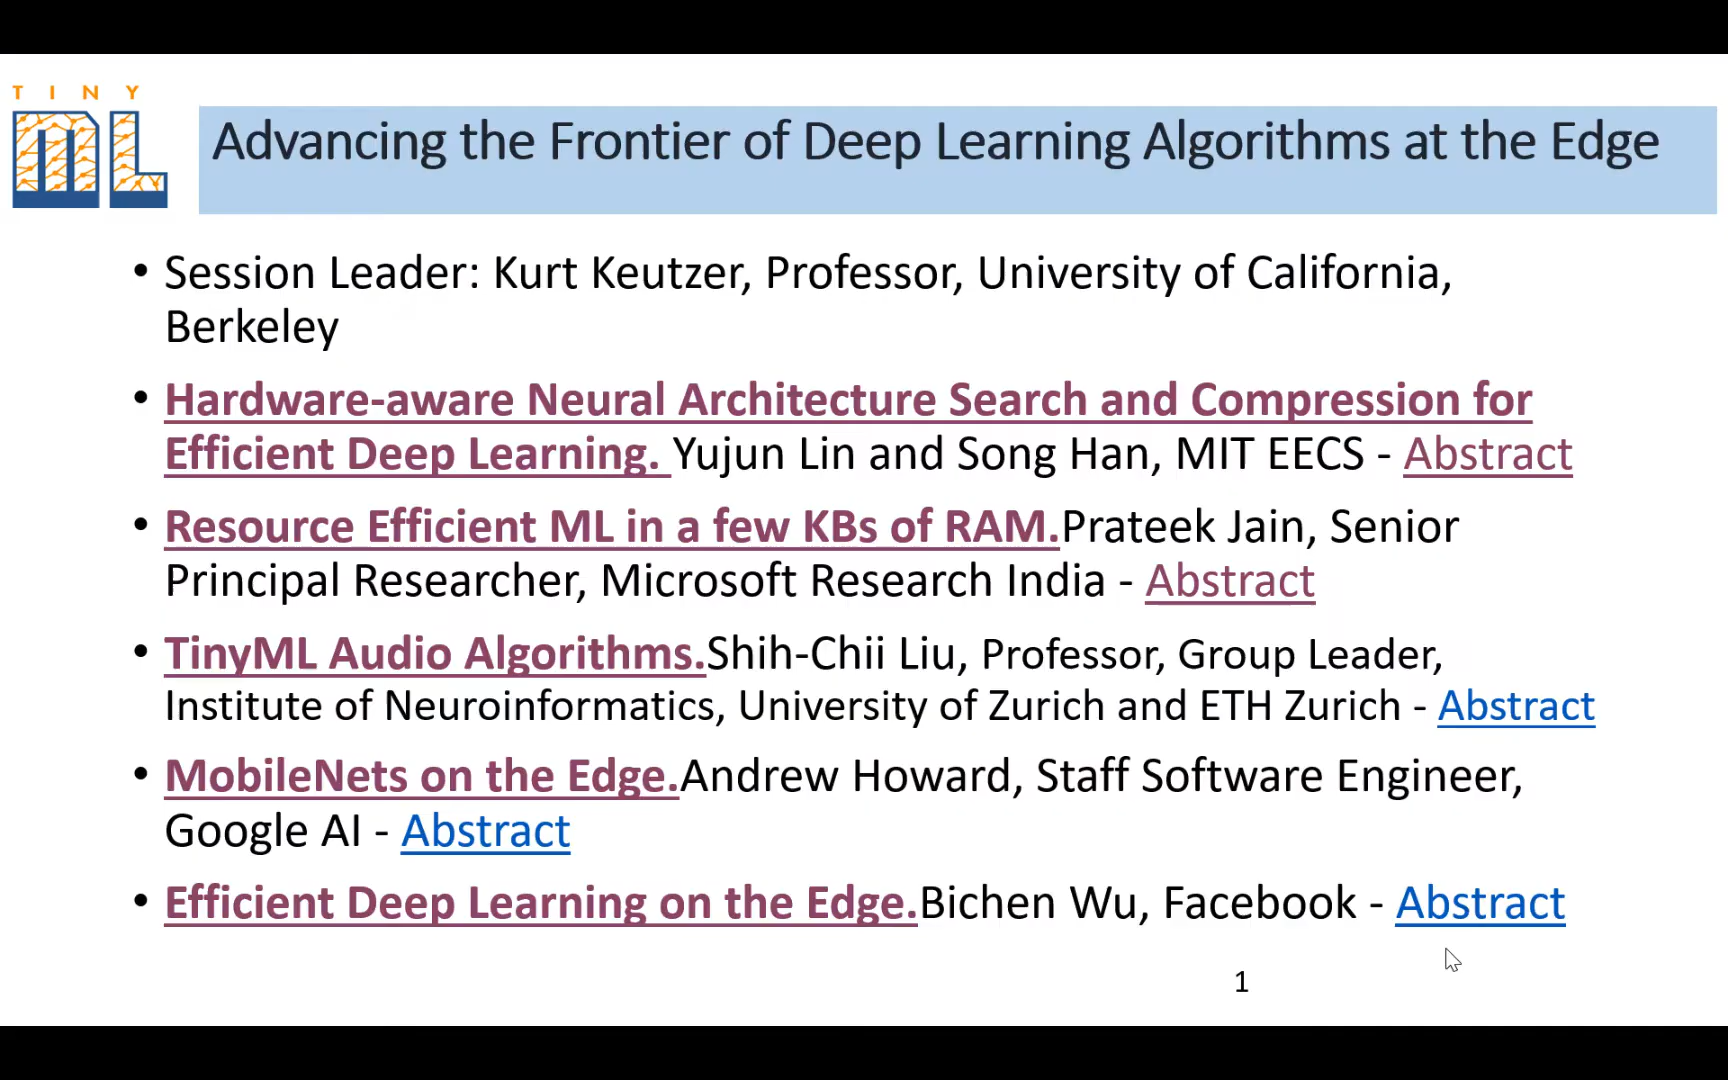 TINY
ML
Advancing the Frontier of Deep Learning Algorithms at the Edge
• Session Leader: Kurt Keutzer, Professor, University of California,
Berkeley
• Hardware-aware Neural Architecture Search and Compression for
Efficient Deep Learning. Yujun Lin and Song Han, MIT EECS - Abstract
• Resource Efficient ML in a few KBs of RAM.Prateek Jain, Senior
Principal Researcher, Microsoft Research India - Abstract
• TinyML Audio Algorithms.Shih-Chii Liu, Professor, Group Leader,
Institute of Neuroinformatics, University of Zurich and ETH Zurich - Abstract
• MobileNets on the Edge.Andrew Howard, Staff Software Engineer,
Google AI - Abstract
• Efficient Deep Learning on the Edge.Bichen Wu, Facebook - Abstract
1